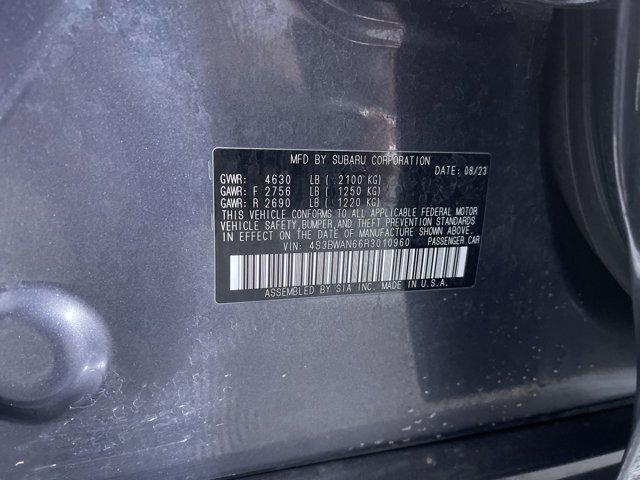 MFD BY SUBARU CORPORATION
DATE: 08/23
GVWR: 4630 LB ( 2100 KG)
GAWR: F 2756 LB ( 1250 KG)
GAWR: R 2690 LB ( 1220 KG)
THIS VEHICLE CONFORMS TO ALL APPLICABLE FEDERAL MOTOR
VEHICLE SAFETY, BUMPER, AND THEFT PREVENTION STANDARDS
IN EFFECT ON THE DATE OF MANUFACTURE SHOWN ABOVE.
VIN: 4S3BWAN66R3010960 PASSENGER CAR
ASSEMBLED BY SIA INC. MADE IN U.S.A.